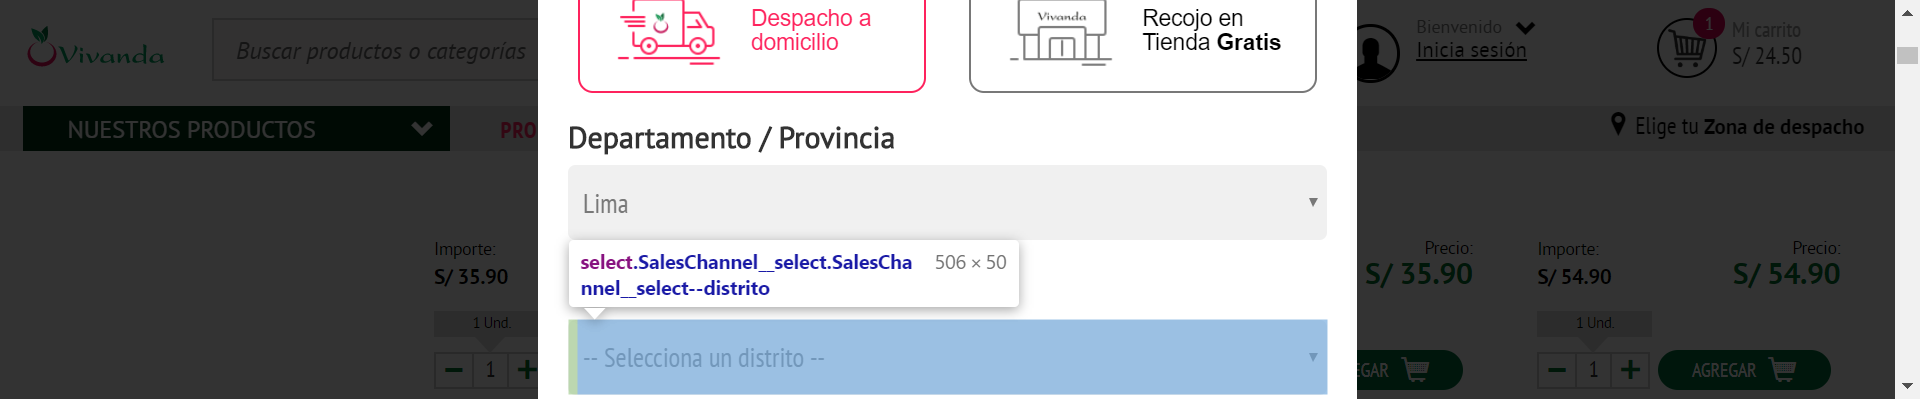 Vivanda
Buscar productos o categorías
Despacho a
domicilio
Vivanda
Recojo en
Tienda Gratis
Bienvenido
Inicia sesión
1
Mi carrito
S/ 24.50
NUESTROS PRODUCTOS
PRO
Elige tu Zona de despacho
Departamento / Provincia
Lima
select.SalesChannel__select.SalesCha
nnel__select--distrito
506 × 50
-- Selecciona un distrito --
Importe:
S/ 35.90
1 Und.
1
Precio:
S/ 35.90
EGAR
Importe:
S/ 54.90
1 Und.
1
Precio:
S/ 54.90
AGREGAR